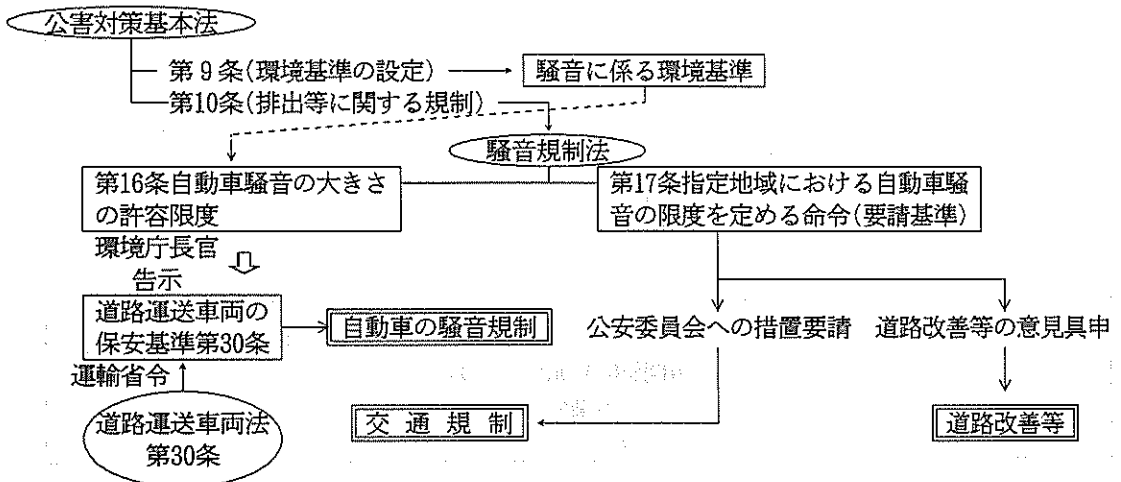 公害対策基本法
第9条(環境基準の設定)
騒音に係る環境基準
第10条(排出等に関する規制)
騒音規制法
第16条自動車騒音の大きさ
の許容限度
第17条指定地域における自動車騒
音の限度を定める命令(要請基準)
環境庁長官
告示
道路運送車両の
保安基準第30条
自動車の騒音規制
公安委員会への措置要請
道路改善等の意見具申
運輸省令
道路運送車両法
第30条
交通規制
道路改善等